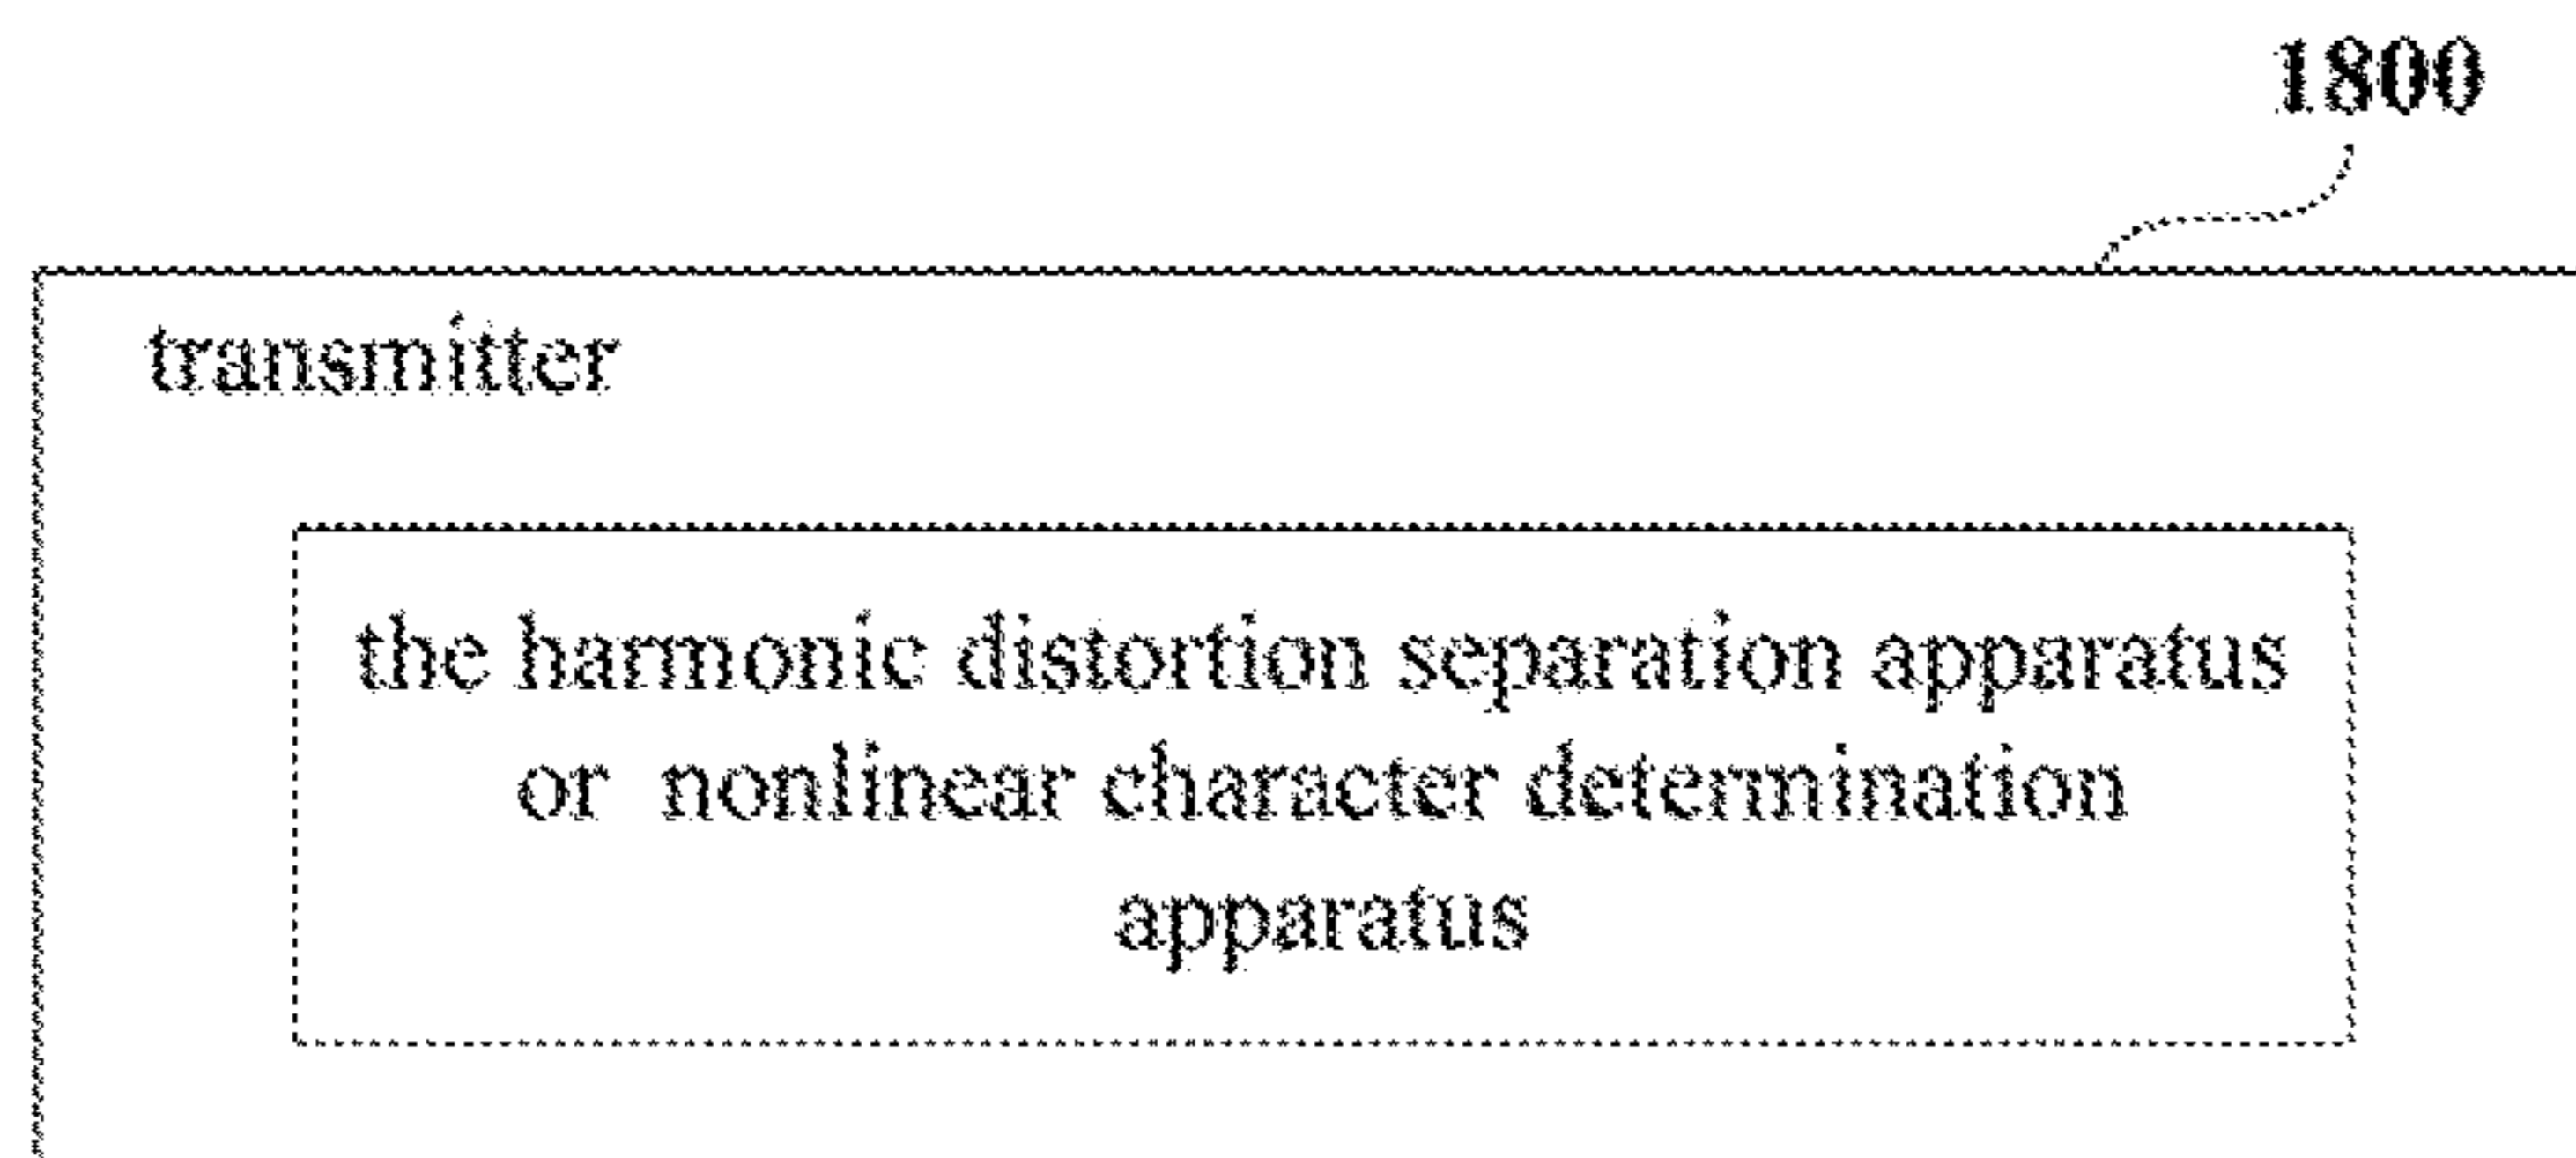 1800
transmitter
the harmonic distortion separation apparatus
or nonlinear character determination
apparatus